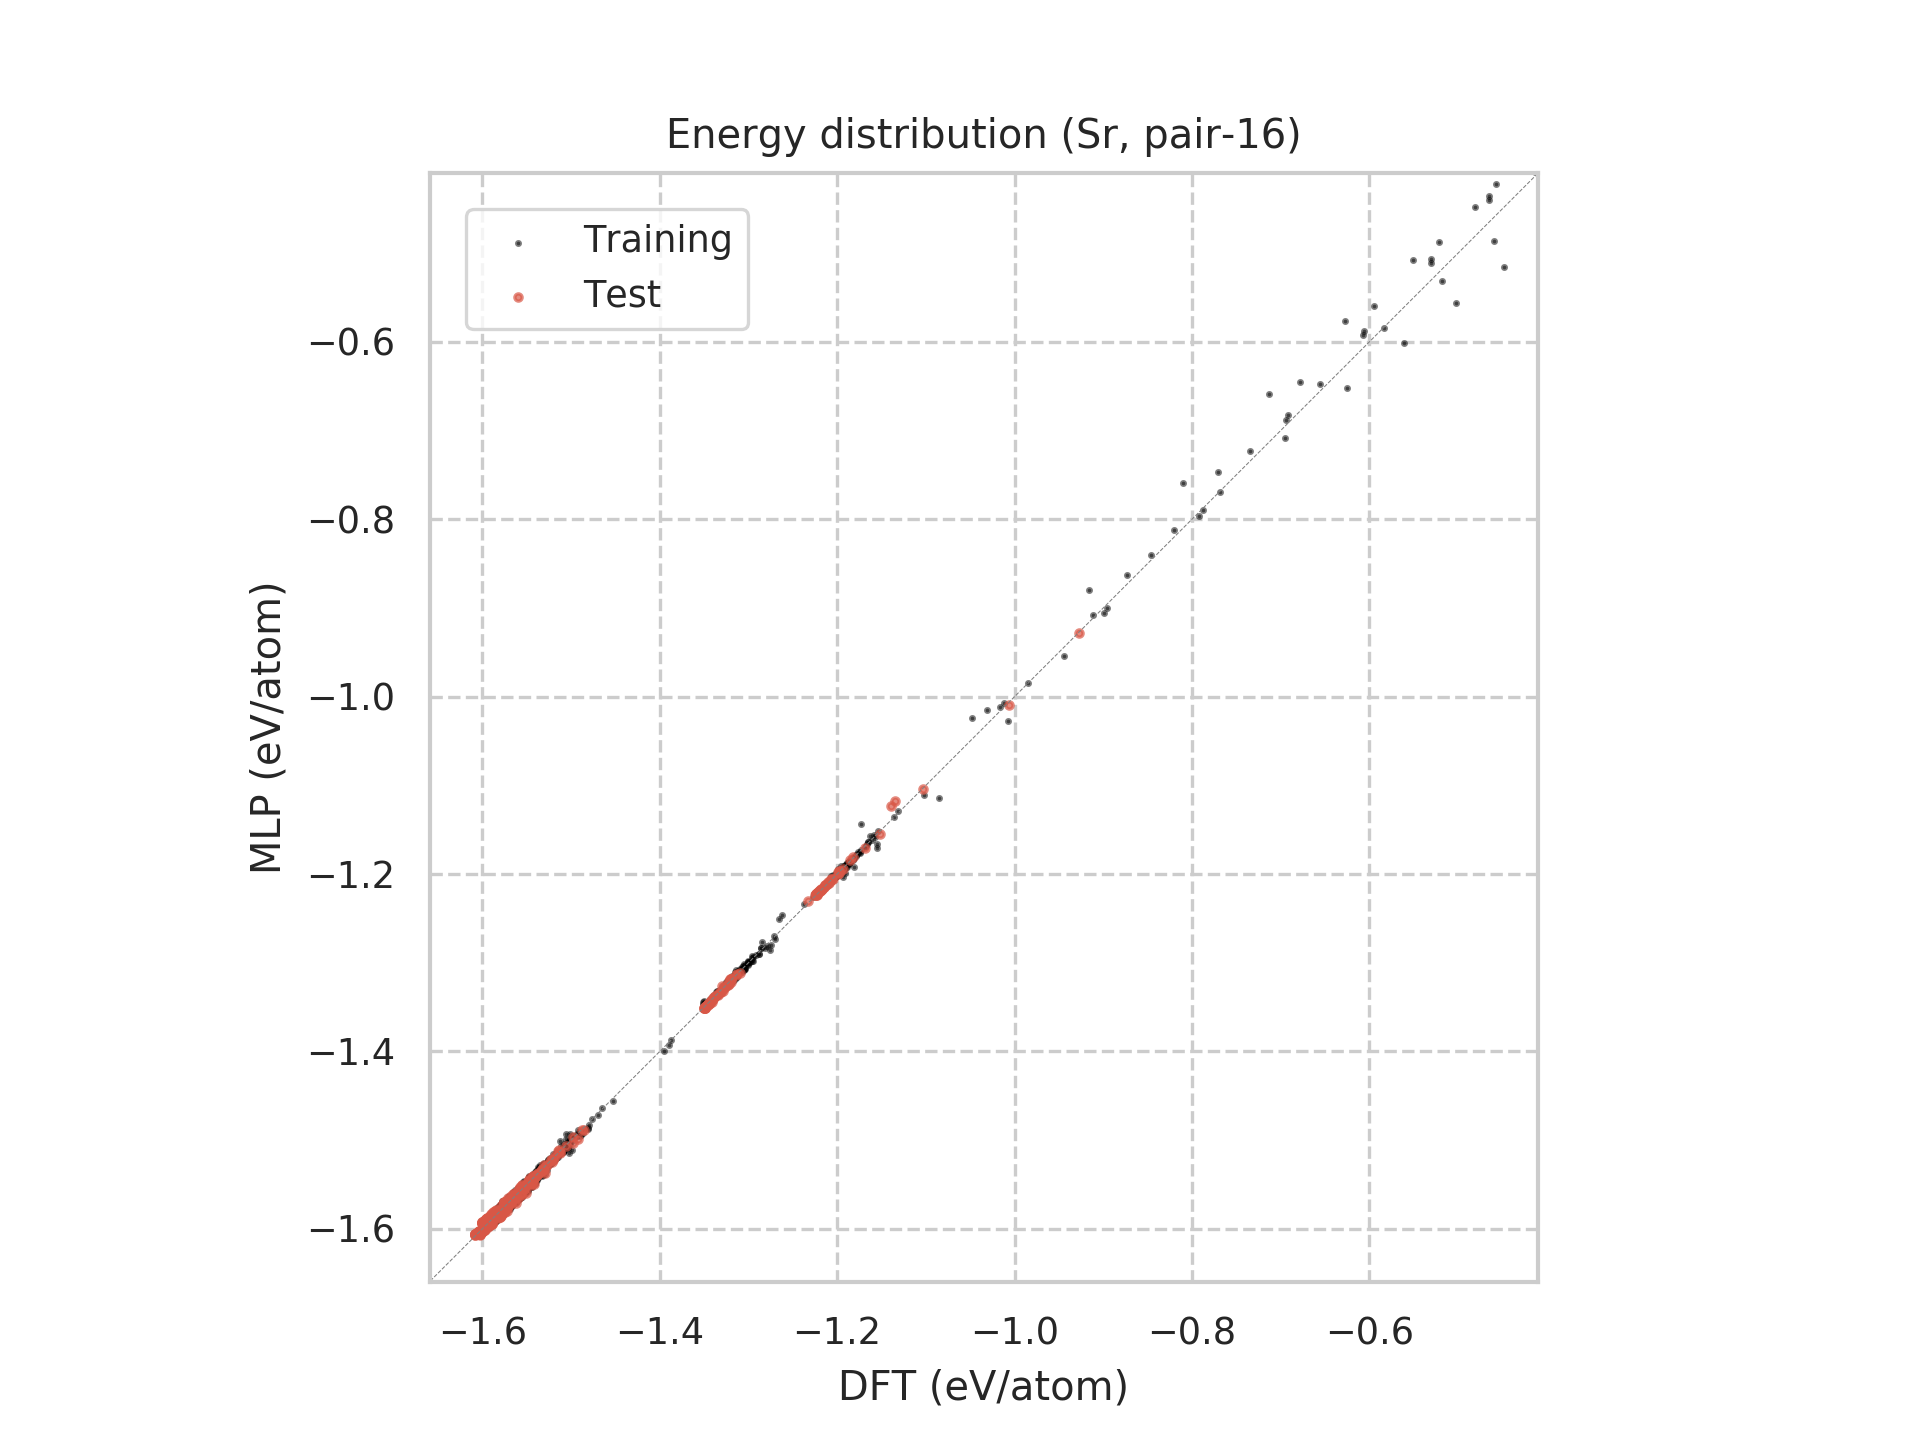 Energy distribution (Sr, pair-16)
Training
Test
−0.6
−0.8
−1.0
−1.2
−1.4
−1.6
MLP (eV/atom)
−1.6 −1.4 −1.2 −1.0 −0.8 −0.6
DFT (eV/atom)